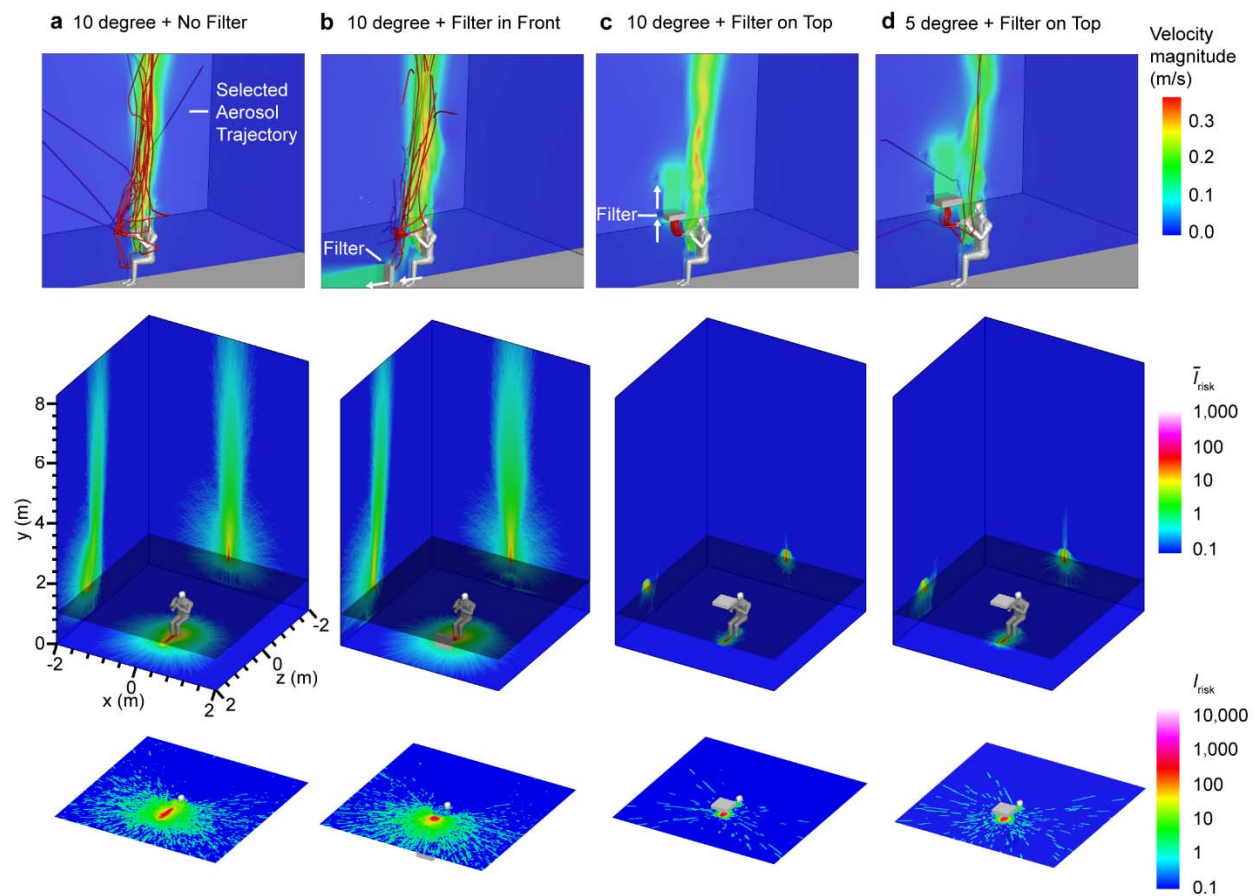 a 10 degree + No Filter
b 10 degree + Filter in Front
c 10 degree + Filter on Top
d 5 degree + Filter on Top
Velocity
magnitude
(m/s)
0.3
0.2
0.1
0.0
Selected
Aerosol
Trajectory
Filter
Filter
8
6
4
2
0
y (m)
-2
0
2
x (m)
2
0
-2
z (m)
Īrisk
1,000
100
10
1
0.1
Irisk
10,000
1,000
100
10
1
0.1